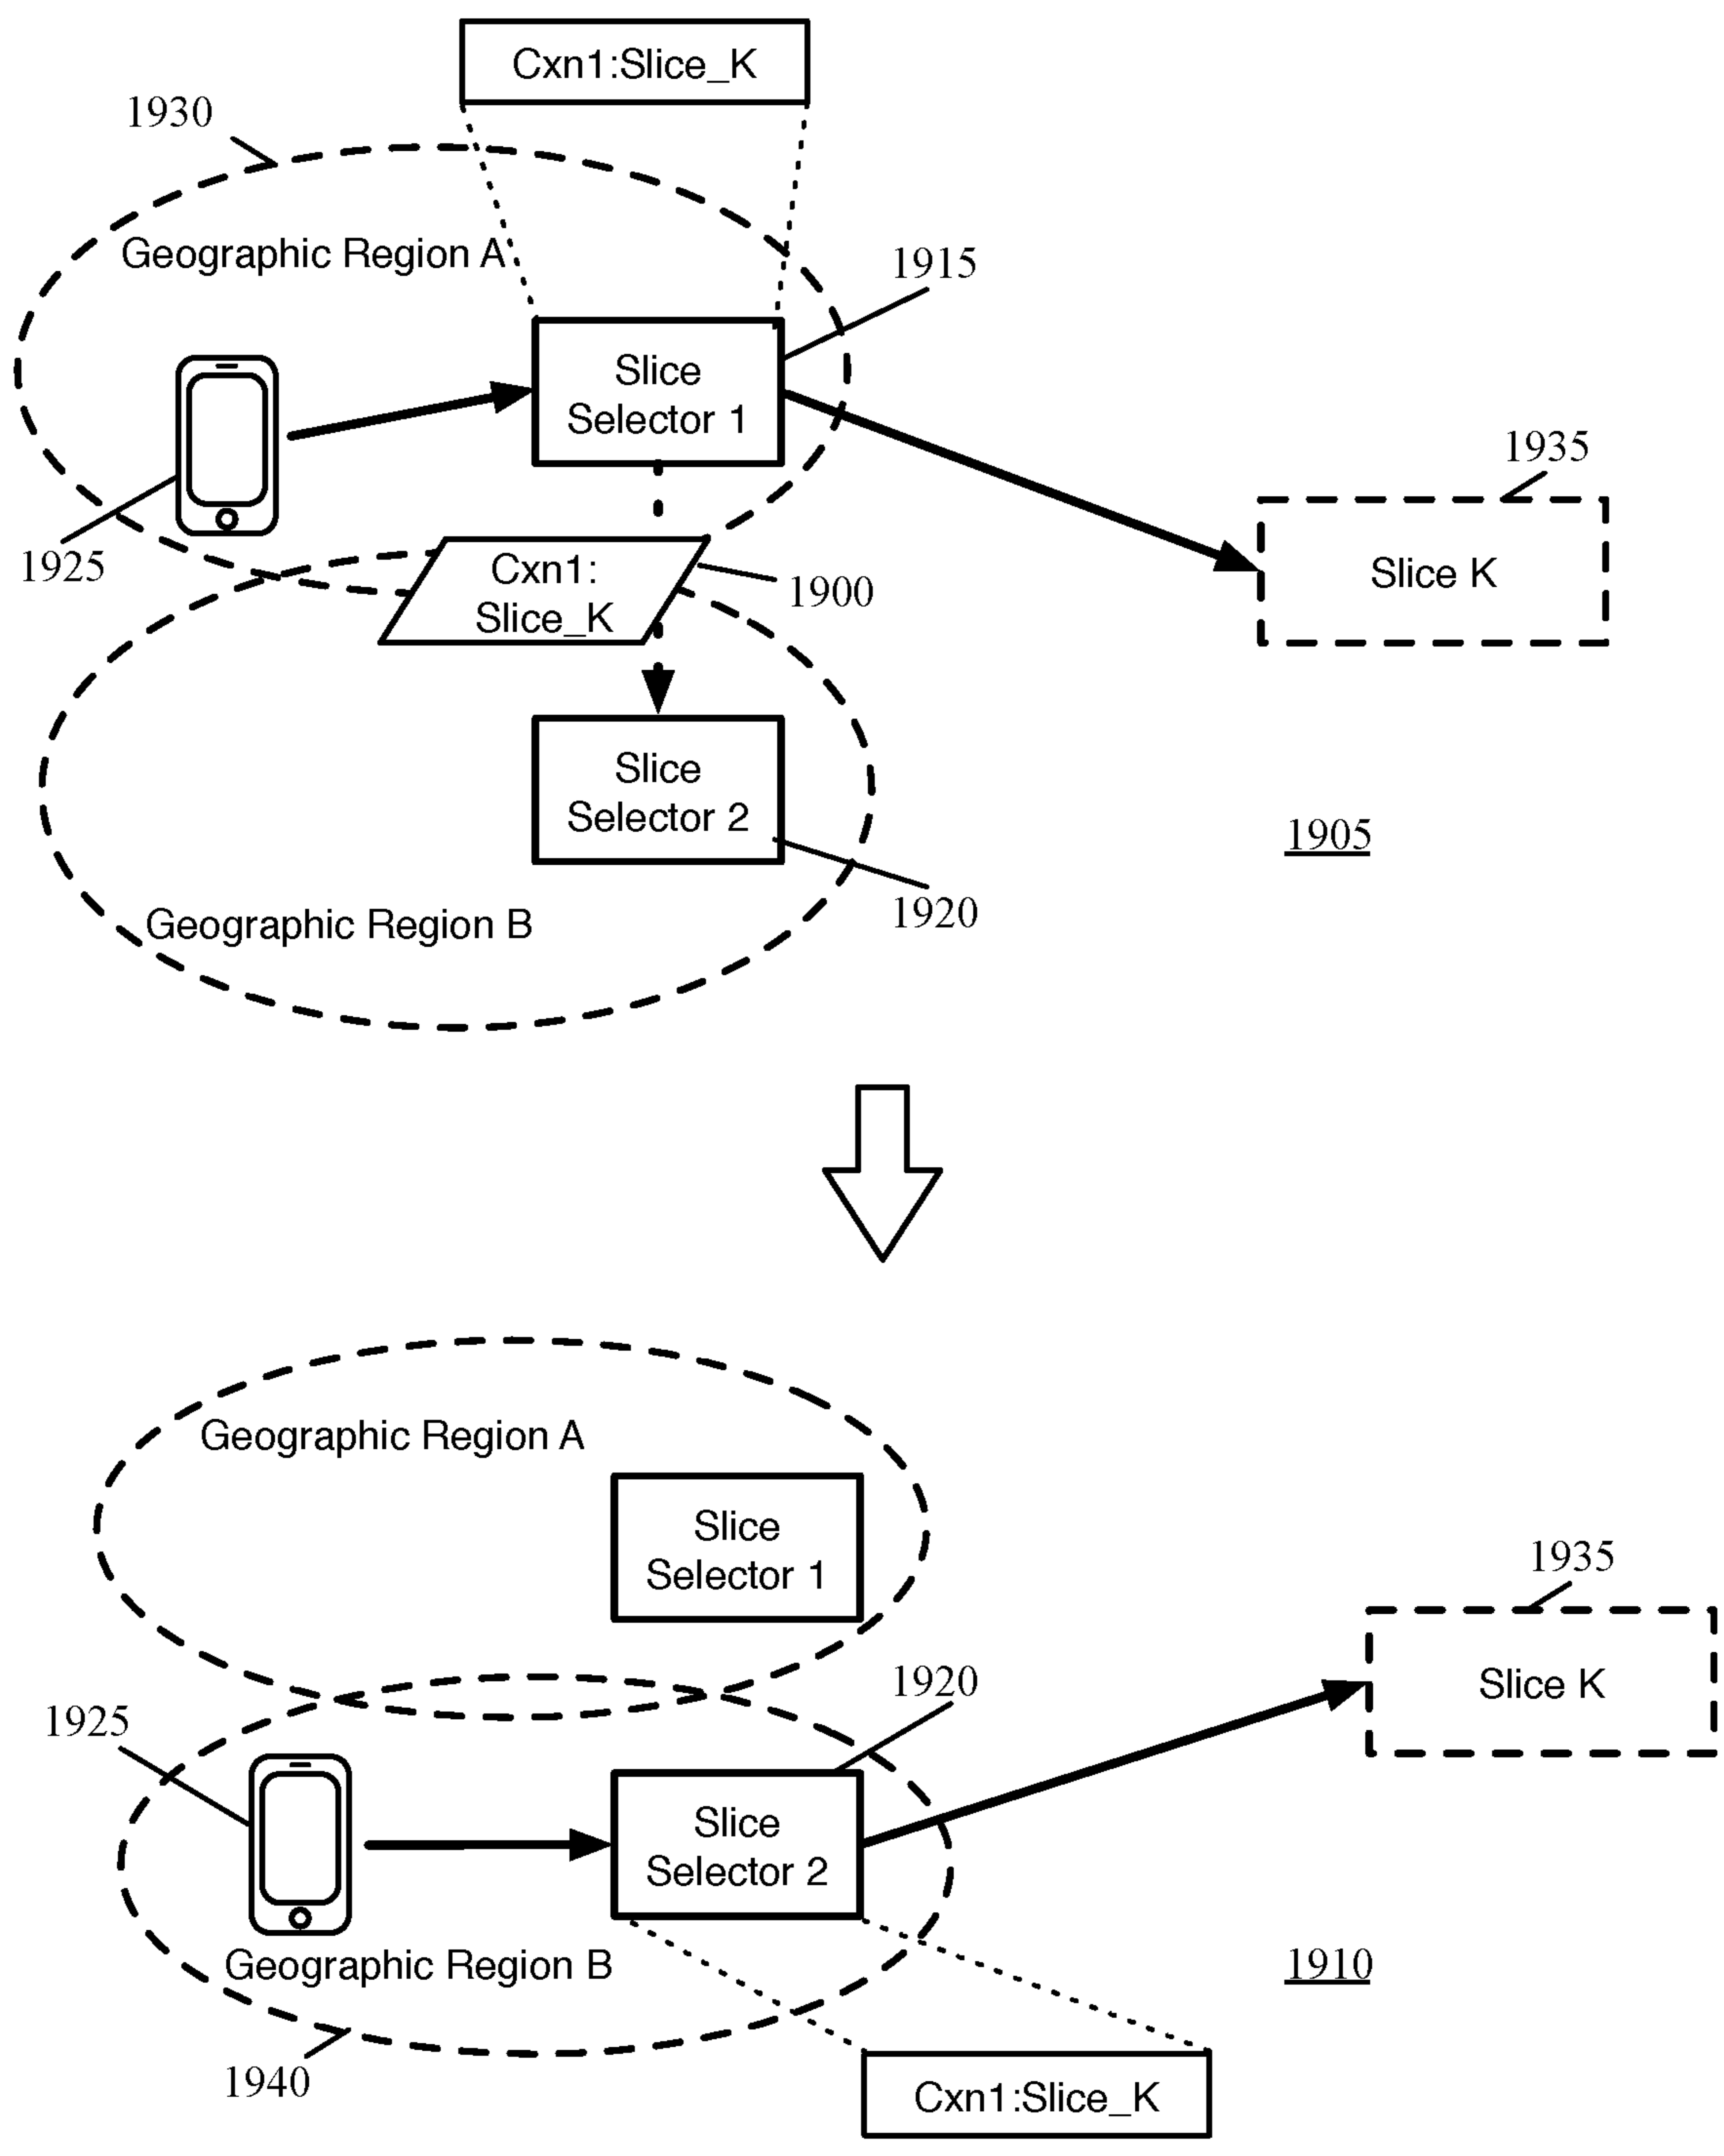 Cxn1:Slice_K
1930
Geographic Region A
1915
Slice
Selector 1
1935
Slice K
1925
Cxn1:
Slice_K
1900
Slice
Selector 2
1905
1920
Geographic Region B
Geographic Region A
Slice
Selector 1
1935
1920
Slice K
1925
Slice
Selector 2
Geographic Region B
1910
1940
Cxn1:Slice_K